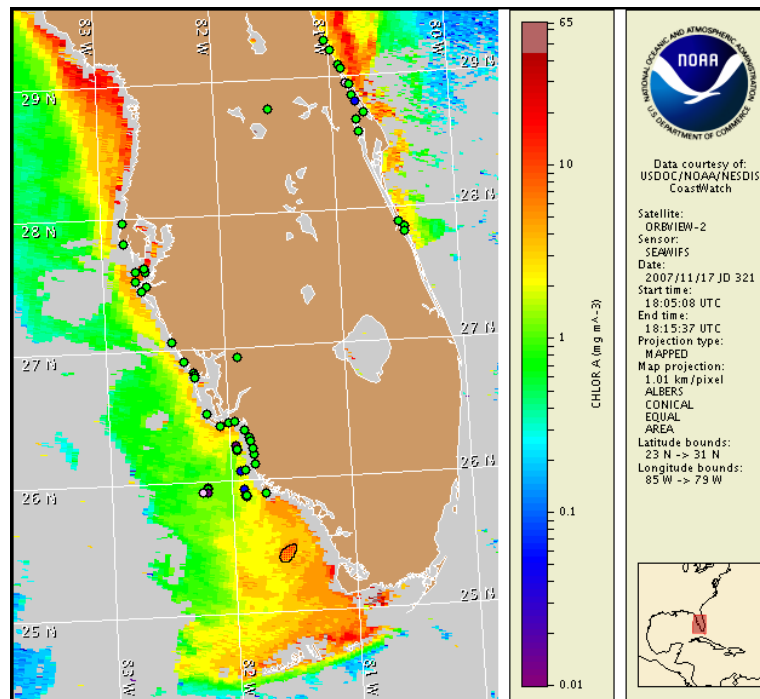 83 W
82 W
81 W
80 W
29 N
29 N
28 N
28 N
27 N
27 N
26 N
26 N
25 N
25 N
83 W
82 W
81 W
65
10
1
0.1
0.01
CHLOR A (mg m^-3)
NATIONAL OCEANIC AND ATMOSPHERIC ADMINISTRATION
NOAA
U.S. DEPARTMENT OF COMMERCE
Data courtesy of:
USDOC/NOAA/NESDIS
CoastWatch
Satellite:
ORBVIEW-2
Sensor:
SEAWIFS
Date:
2007/11/17 JD 321
Start time:
18:05:08 UTC
End time:
18:15:37 UTC
Projection type:
MAPPED
Map projection:
1.01 km/pixel
ALBERS
CONICAL
EQUAL
AREA
Latitude bounds:
23 N -> 31 N
Longitude bounds:
85 W -> 79 W